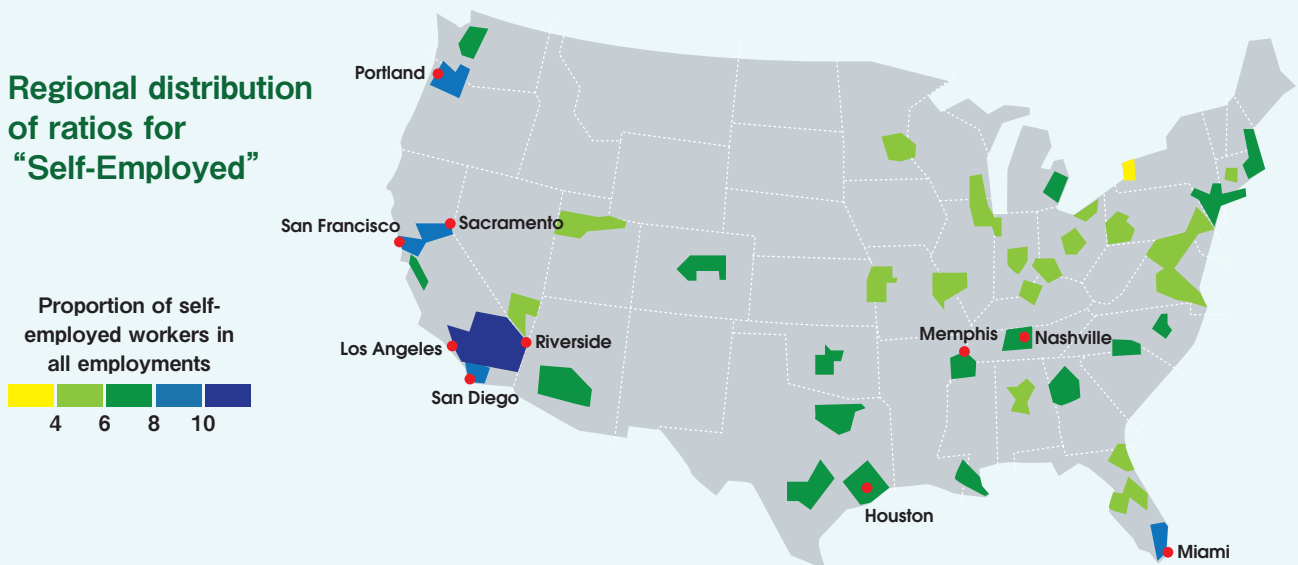 Regional distribution
of ratios for
“Self-Employed”
Proportion of self-
employed workers in
all employments
4 6 8 10
Portland
San Francisco
Sacramento
Los Angeles
Riverside
San Diego
Memphis
Nashville
Houston
Miami